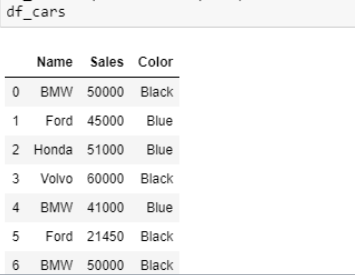 df_cars
Name Sales Color
0 BMW 50000 Black
1 Ford 45000 Blue
2 Honda 51000 Blue
3 Volvo 60000 Black
4 BMW 41000 Blue
5 Ford 21450 Black
6 BMW 50000 Black